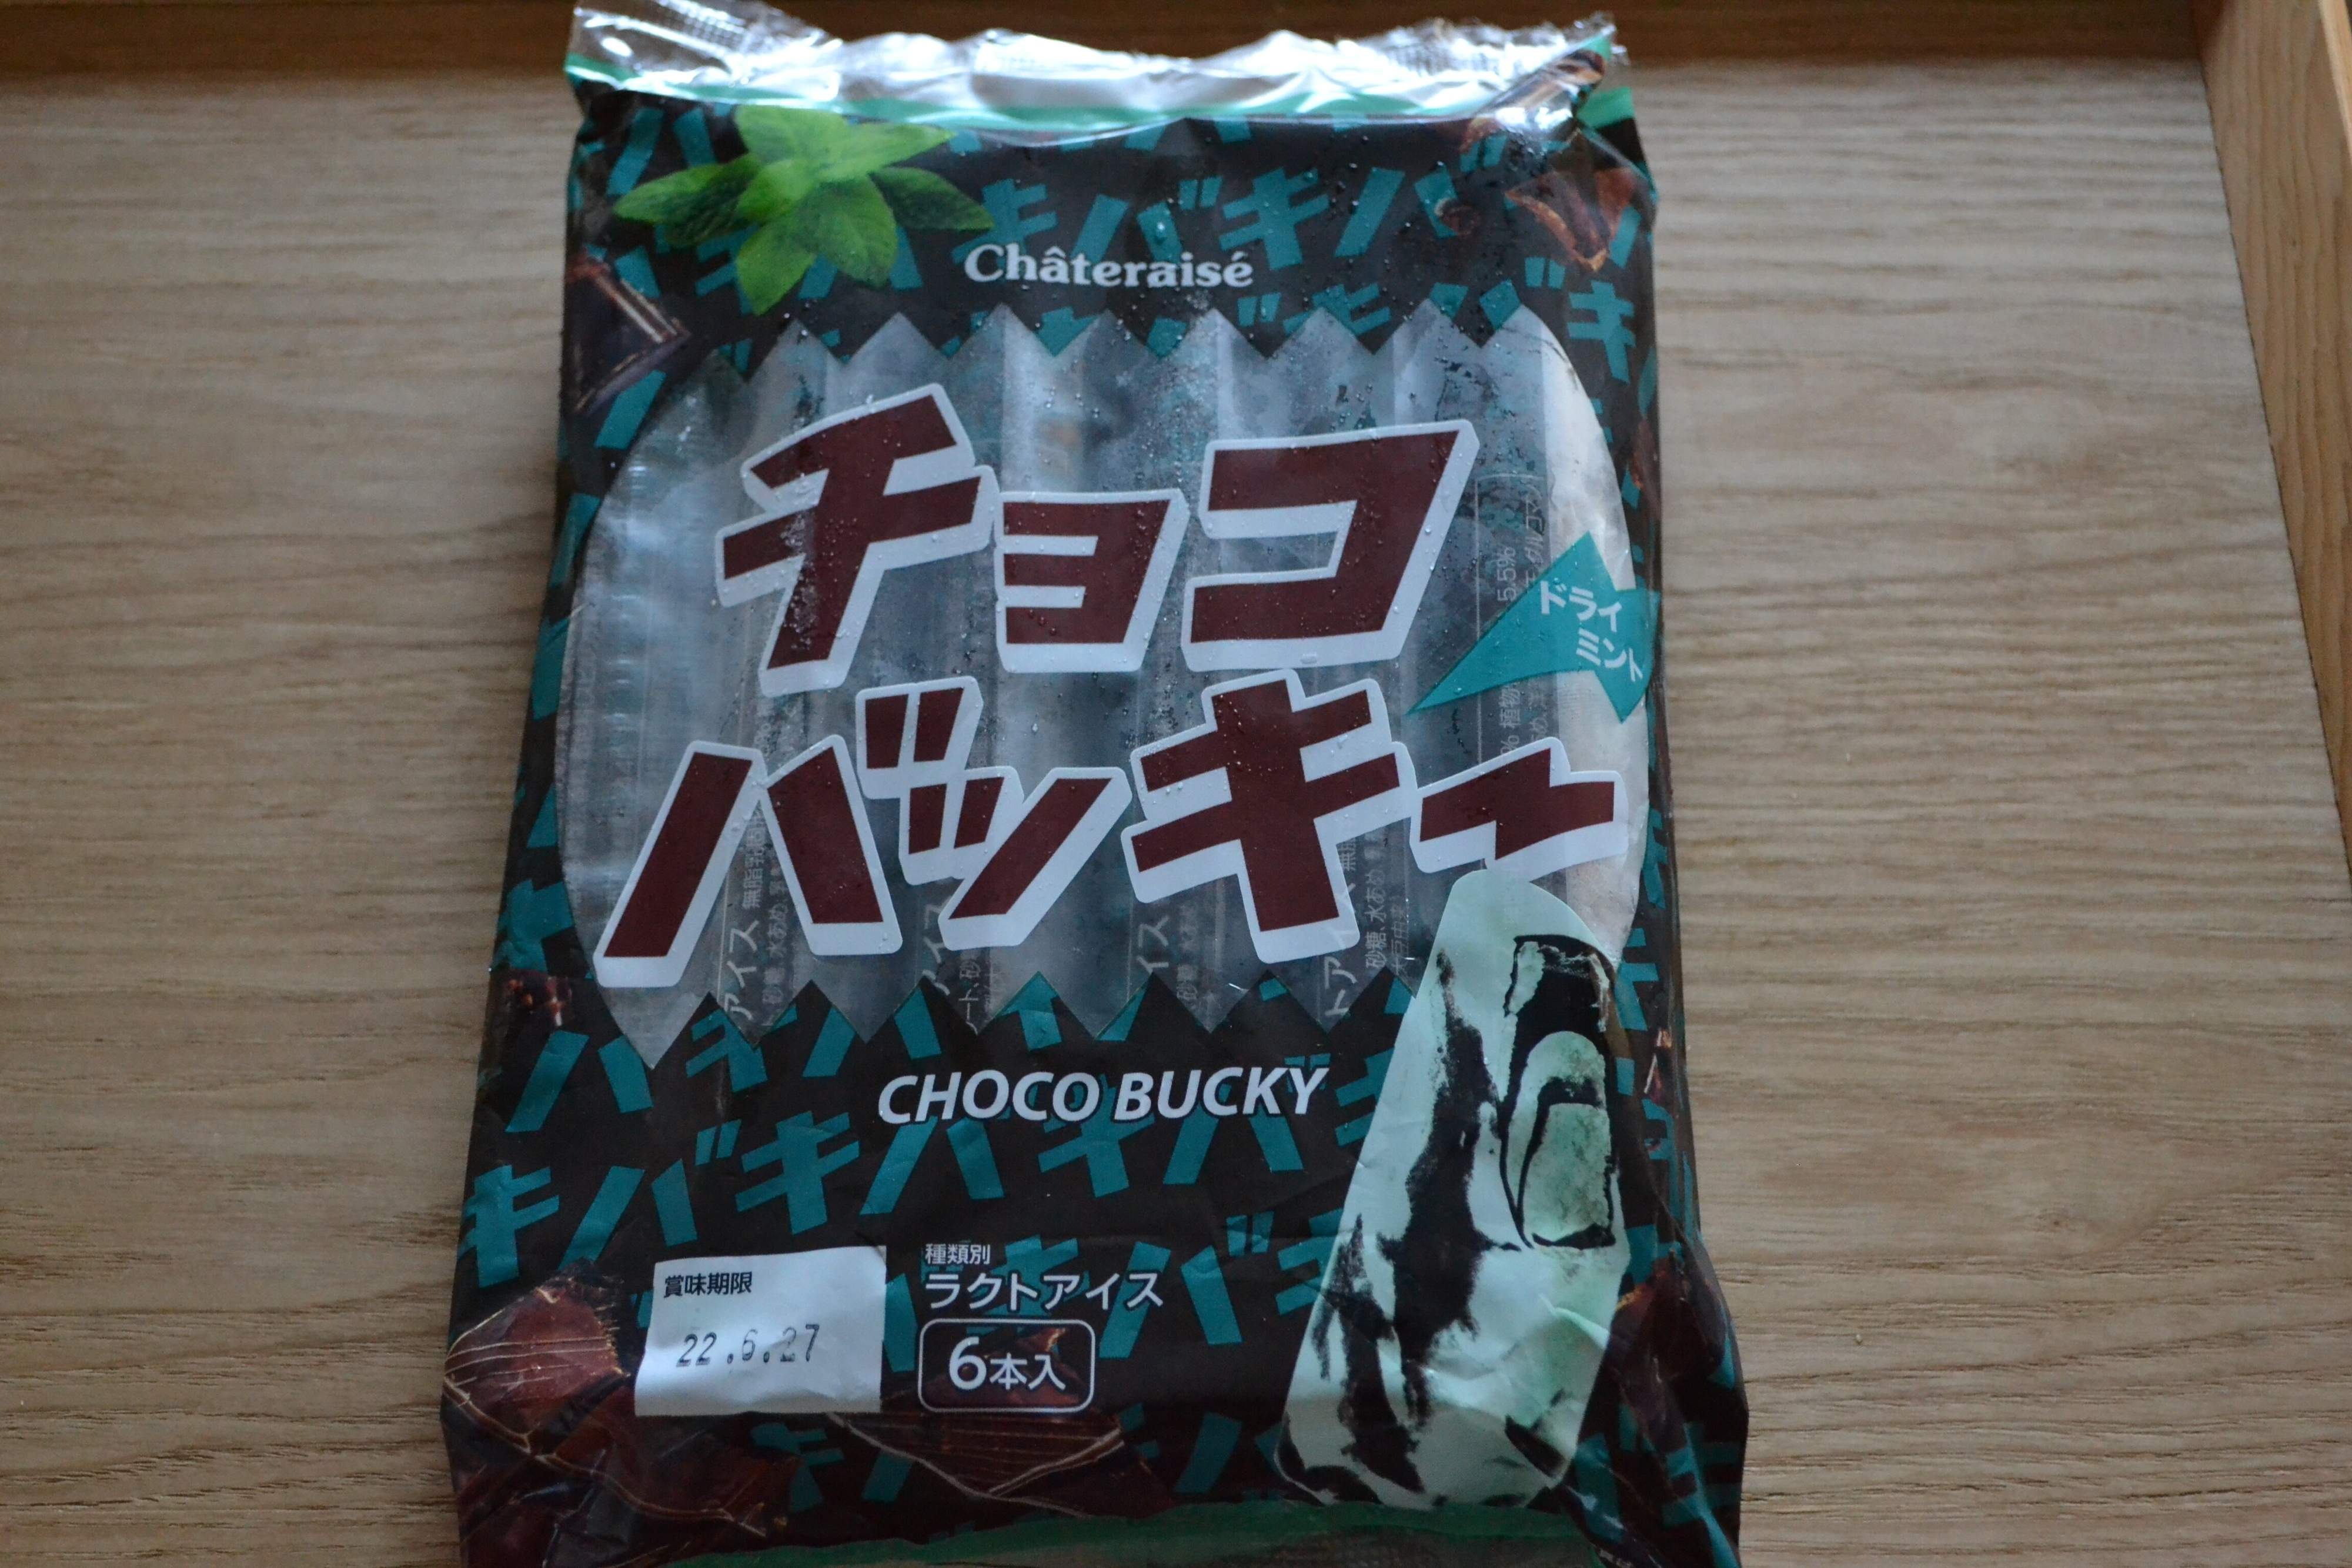 Châteraisé
チョコ
バッキー
ドライ
ミント
CHOCO BUCKY
種類別
ラクトアイス
6本入
賞味期限
22.6.27